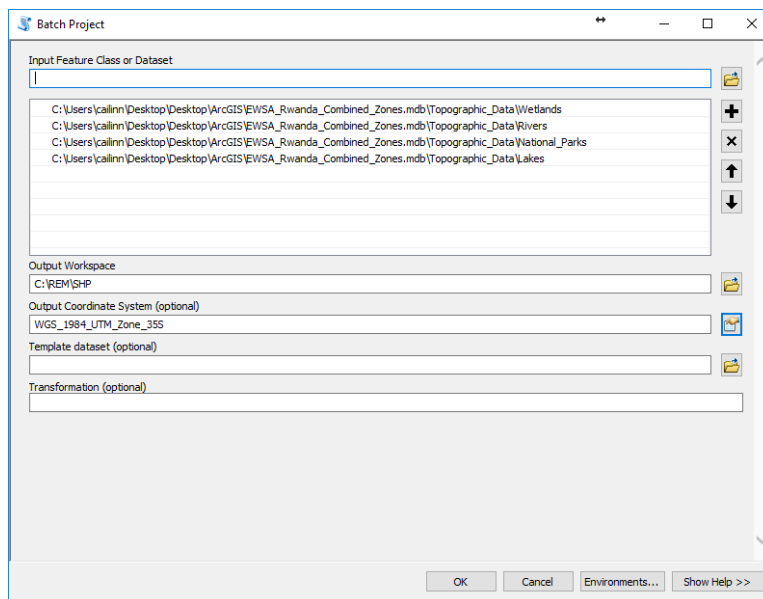 Batch Project
Input Feature Class or Dataset
C:\Users\cailinn\Desktop\Desktop\ArcGIS\EWSA_Rwanda_Combined_Zones.mdb\Topographic_Data\Wetlands
C:\Users\cailinn\Desktop\Desktop\ArcGIS\EWSA_Rwanda_Combined_Zones.mdb\Topographic_Data\Rivers
C:\Users\cailinn\Desktop\Desktop\ArcGIS\EWSA_Rwanda_Combined_Zones.mdb\Topographic_Data\National_Parks
C:\Users\cailinn\Desktop\Desktop\ArcGIS\EWSA_Rwanda_Combined_Zones.mdb\Topographic_Data\Lakes
Output Workspace
C:\REM\SHP
Output Coordinate System (optional)
WGS_1984_UTM_Zone_35S
Template dataset (optional)
Transformation (optional)
OK Cancel Environments... Show Help >>